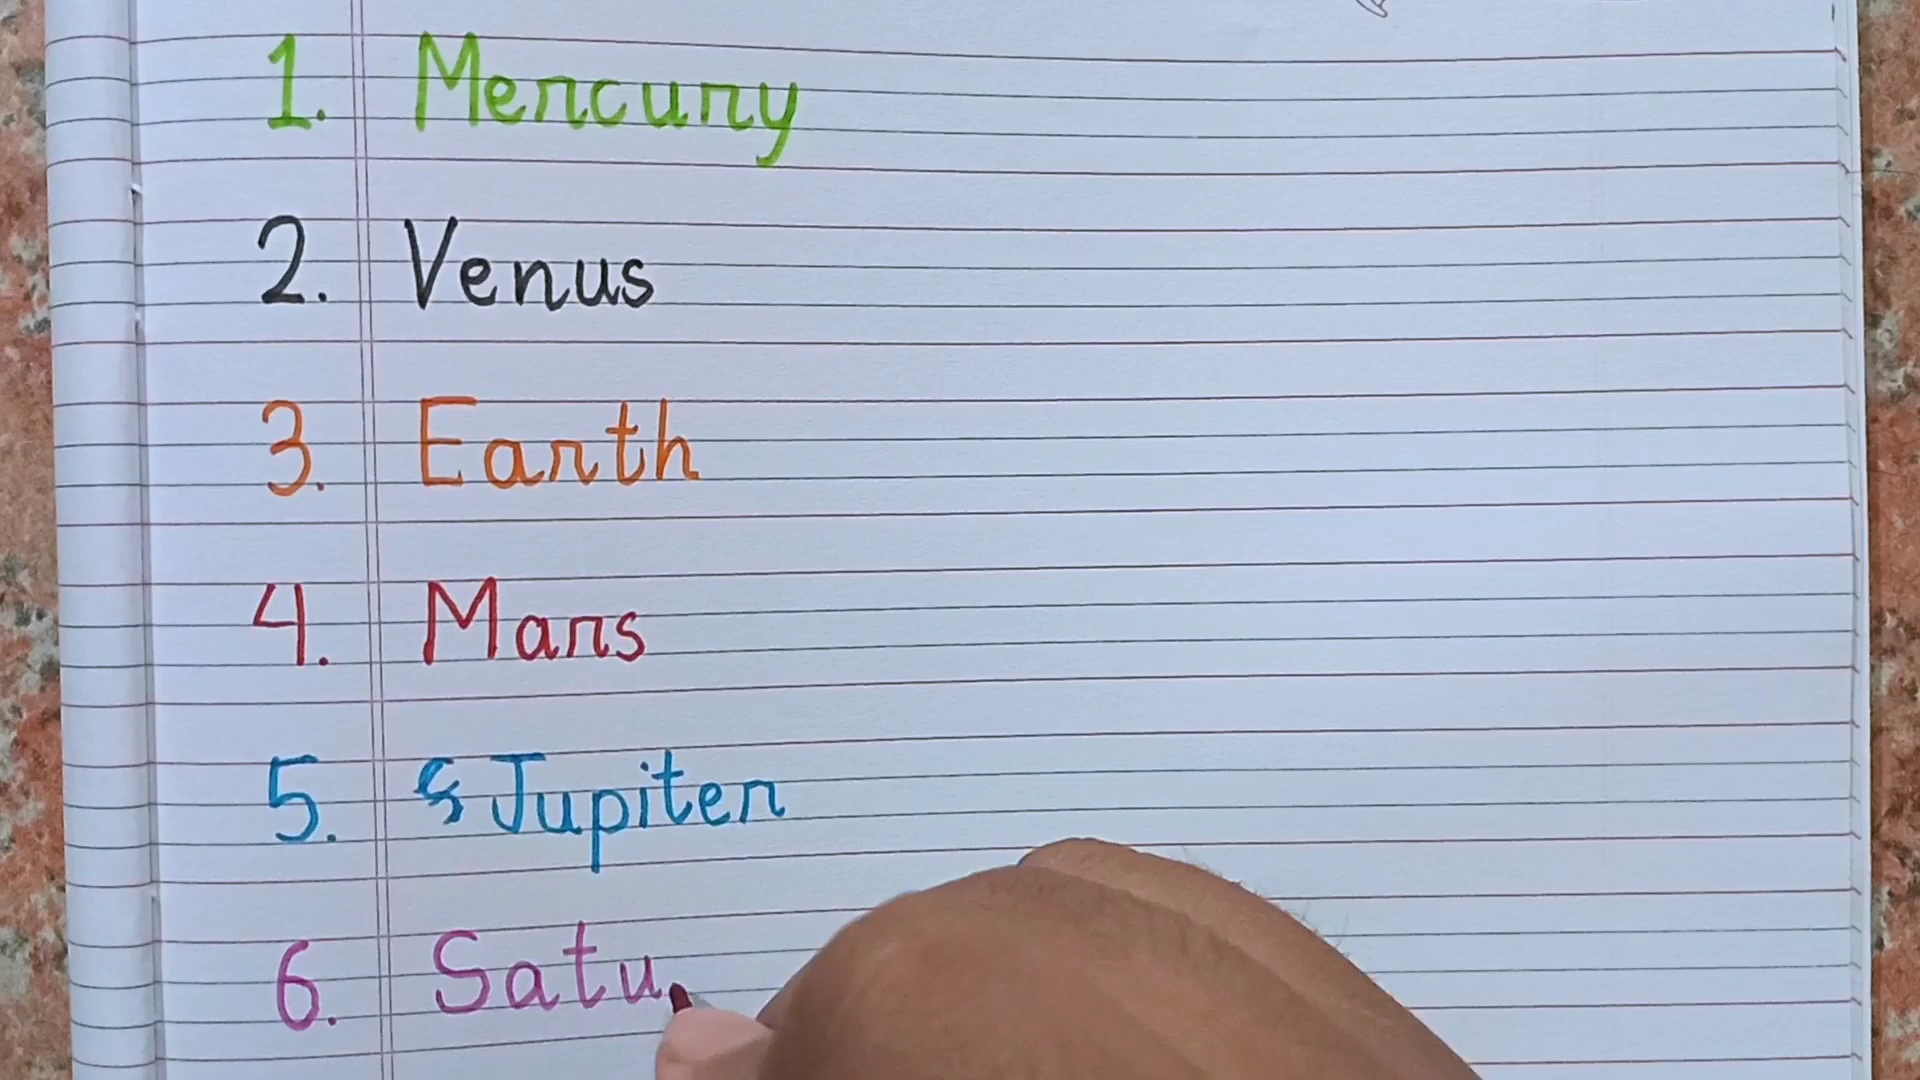 1. Mercury
2. Venus
3. Earth
4. Mars
5. Jupiter
6. Satu